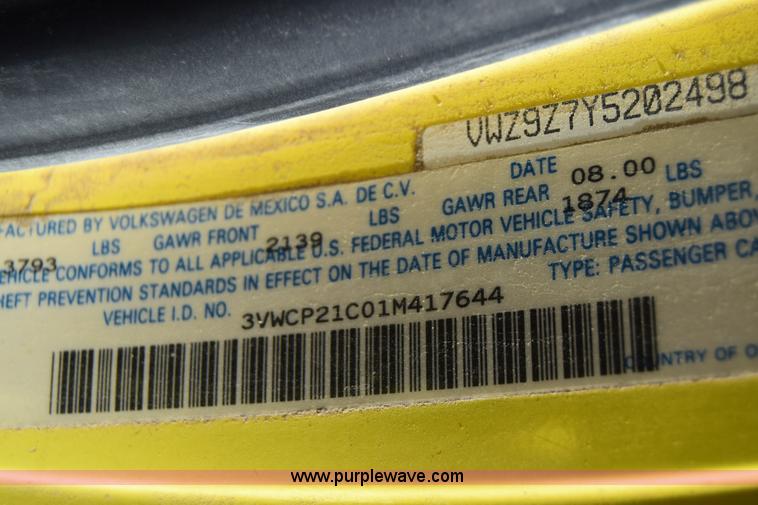 VWZ9Z7Y5202498
FACTURED BY VOLKSWAGEN DE MEXICO S.A. DE C.V. DATE 08.00
3793 LBS GAWR FRONT 2139 LBS GAWR REAR 1874 LBS
VEHICLE CONFORMS TO ALL APPLICABLE U.S. FEDERAL MOTOR VEHICLE SAFETY, BUMPER,
HEFT PREVENTION STANDARDS IN EFFECT ON THE DATE OF MANUFACTURE SHOWN ABOV
VEHICLE I.D. NO. 3VWCP21C01M417644 TYPE: PASSENGER CA
COUNTRY OF O
www.purplewave.com